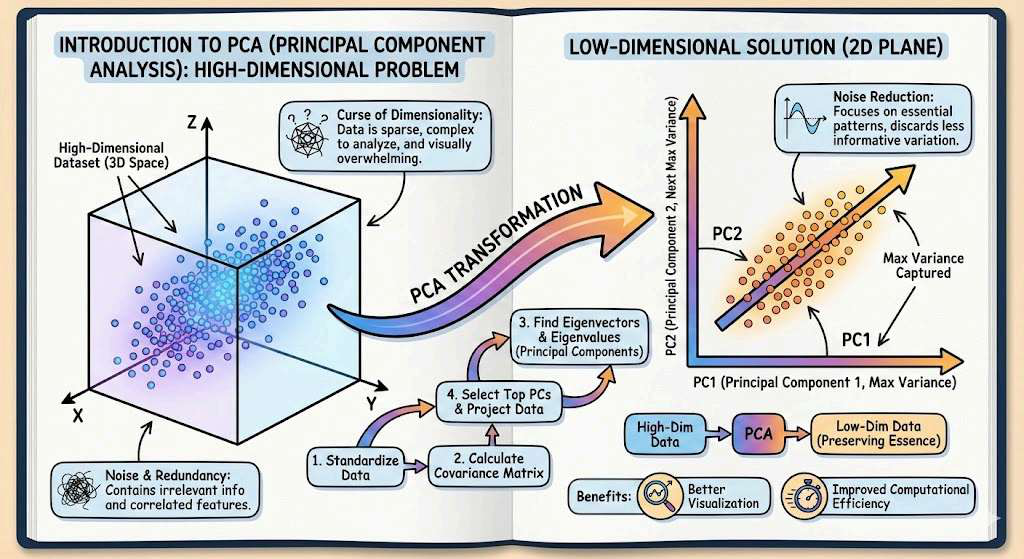 INTRODUCTION TO PCA (PRINCIPAL COMPONENT
ANALYSIS): HIGH-DIMENSIONAL PROBLEM
High-Dimensional
Dataset (3D Space)
Z
X
Y
? ? ?
Curse of Dimensionality:
Data is sparse, complex
to analyze, and visually
overwhelming.
Noise & Redundancy:
Contains irrelevant info
and correlated features.
PCA TRANSFORMATION
1. Standardize
Data
2. Calculate
Covariance Matrix
3. Find Eigenvectors
& Eigenvalues
(Principal Components)
4. Select Top PCs
& Project Data
LOW-DIMENSIONAL SOLUTION (2D PLANE)
Noise Reduction:
Focuses on essential
patterns, discards less
informative variation.
PC2 (Principal Component 2, Next Max Variance)
PC2
Max Variance
Captured
PC1
PC1 (Principal Component 1, Max Variance)
High-Dim
Data
PCA
Low-Dim Data
(Preserving Essence)
Benefits:
Better
Visualization
Improved Computational
Efficiency